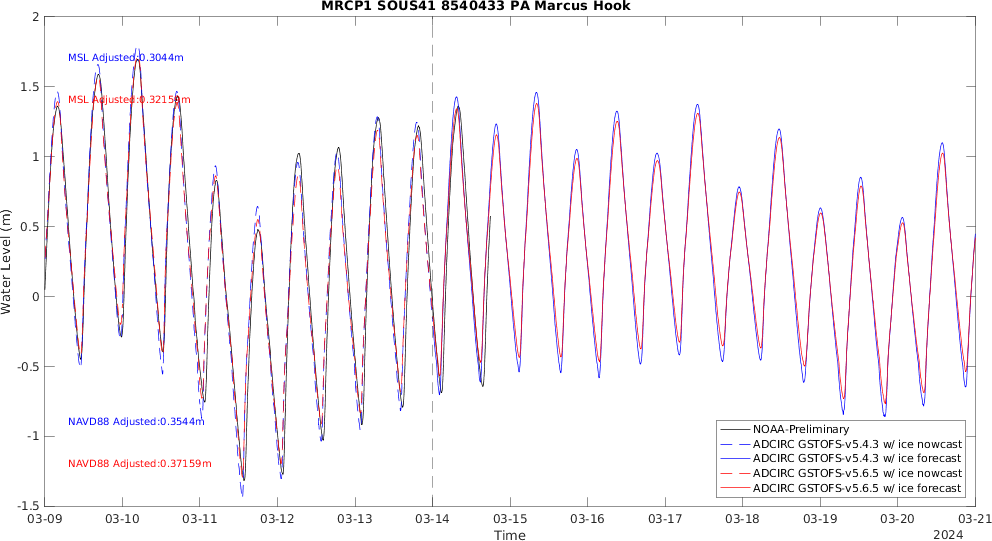 MRCP1 SOUS41 8540433 PA Marcus Hook
Water Level (m)
2
1.5
1
0.5
0
-0.5
-1
-1.5
MSL Adjusted:0.3044m
MSL Adjusted:0.32159m
NAVD88 Adjusted:0.3544m
NAVD88 Adjusted:0.37159m
NOAA-Preliminary
ADCIRC GSTOFS-v5.4.3 w/ ice nowcast
ADCIRC GSTOFS-v5.4.3 w/ ice forecast
ADCIRC GSTOFS-v5.6.5 w/ ice nowcast
ADCIRC GSTOFS-v5.6.5 w/ ice forecast
03-09 03-10 03-11 03-12 03-13 03-14 03-15 03-16 03-17 03-18 03-19 03-20 03-21
Time
2024